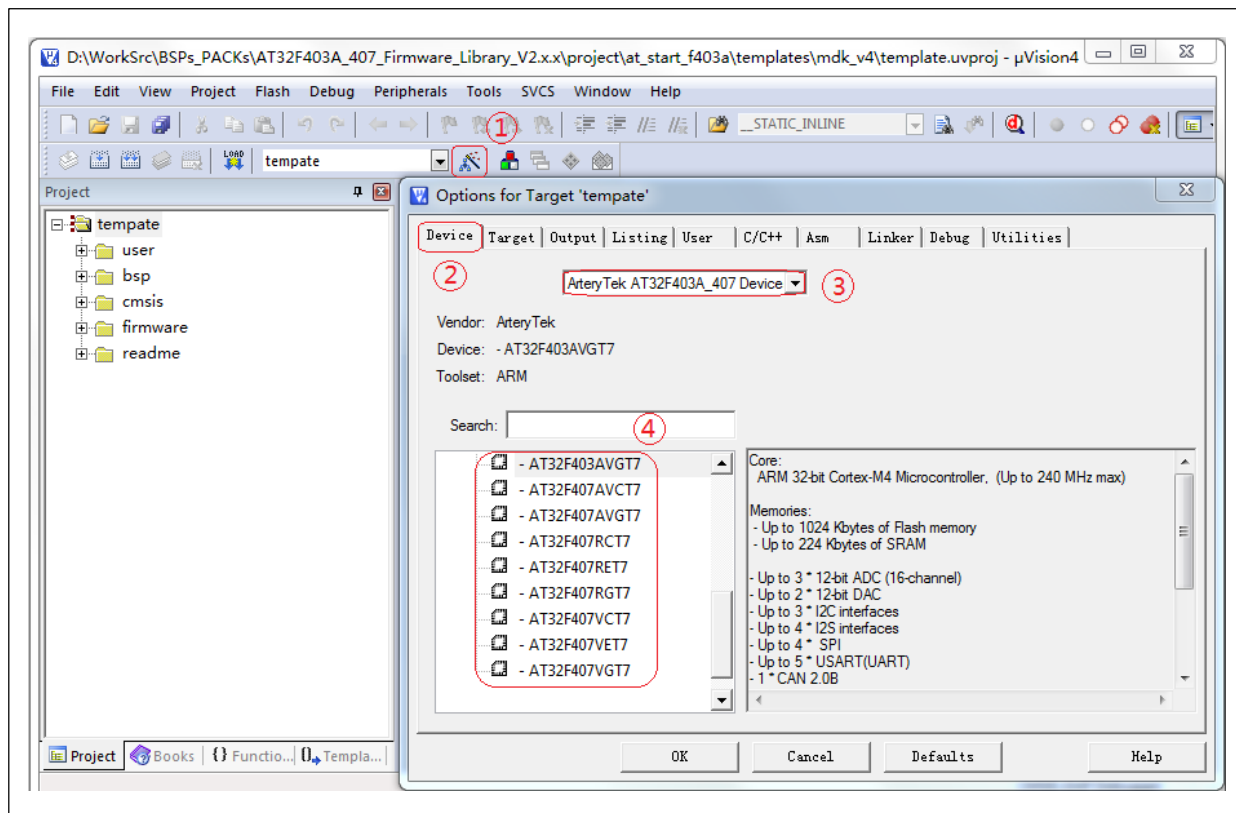 D:\WorkSrc\BSPs_PACKs\AT32F403A_407_Firmware_Library_V2.x.x\project\at_start_f403a\templates\mdk_v4\template.uvproj - µVision4
File Edit View Project Flash Debug Peripherals Tools SVCS Window Help
①
__STATIC_INLINE
LOAD
tempate
Project
tempate
user
bsp
cmsis
firmware
readme
Options for Target 'tempate'
Device Target Output Listing User C/C++ Asm Linker Debug Utilities
②
ArteryTek AT32F403A_407 Device
③
Vendor: ArteryTek
Device: - AT32F403AVGT7
Toolset: ARM
Search:
④
- AT32F403AVGT7
- AT32F407AVCT7
- AT32F407AVGT7
- AT32F407RCT7
- AT32F407RET7
- AT32F407RGT7
- AT32F407VCT7
- AT32F407VET7
- AT32F407VGT7
Core:
ARM 32-bit Cortex-M4 Microcontroller, (Up to 240 MHz max)
Memories:
- Up to 1024 Kbytes of Flash memory
- Up to 224 Kbytes of SRAM
- Up to 3 * 12-bit ADC (16-channel)
- Up to 2 * 12-bit DAC
- Up to 3 * I2C interfaces
- Up to 4 * I2S interfaces
- Up to 4 * SPI
- Up to 5 * USART(UART)
- 1 * CAN 2.0B
Project Books {} Functio... 0 Templa...
OK Cancel Defaults Help